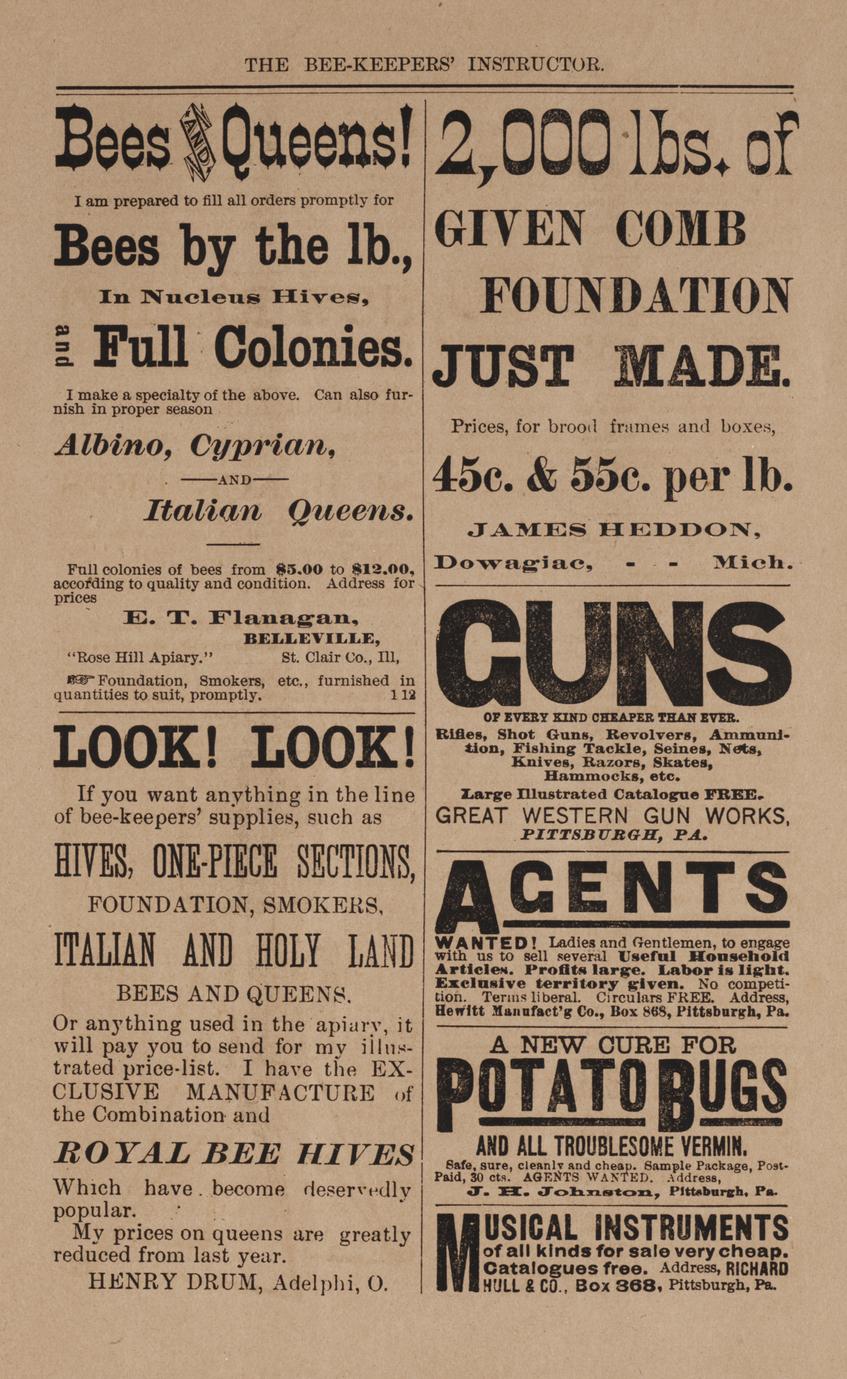 THE BEE-KEEPERS' INSTRUCTOR.
Bees AND Queens!
I am prepared to fill all orders promptly for
Bees by the lb.,
In Nucleus Hives,
and Full Colonies.
I make a specialty of the above. Can also fur-
nish in proper season
Albino, Cyprian,
——AND——
Italian Queens.
Full colonies of bees from $5.00 to $12.00,
according to quality and condition. Address for
prices
E. T. Flanagan,
BELLEVILLE,
"Rose Hill Apiary." St. Clair Co., Ill,
☞Foundation, Smokers, etc., furnished in
quantities to suit, promptly. 1 12
LOOK! LOOK!
If you want anything in the line
of bee-keepers' supplies, such as
HIVES, ONE-PIECE SECTIONS,
FOUNDATION, SMOKERS,
ITALIAN AND HOLY LAND
BEES AND QUEENS.
Or anything used in the apiary, it
will pay you to send for my illus-
trated price-list. I have the EX-
CLUSIVE MANUFACTURE of
the Combination and
ROYAL BEE HIVES
Which have become deservedly
popular.
My prices on queens are greatly
reduced from last year.
HENRY DRUM, Adelphi, O.
2,000 lbs. of
GIVEN COMB
FOUNDATION
JUST MADE.
Prices, for brood frames and boxes,
45c. & 55c. per lb.
JAMES HEDDON,
Dowagiac, - - Mich.
GUNS
OF EVERY KIND CHEAPER THAN EVER.
Rifles, Shot Guns, Revolvers, Ammuni-
tion, Fishing Tackle, Seines, Nets,
Knives, Razors, Skates,
Hammocks, etc.
Large Illustrated Catalogue FREE.
GREAT WESTERN GUN WORKS,
PITTSBURGH, PA.
AGENTS
WANTED! Ladies and Gentlemen, to engage
with us to sell several Useful Household
Articles. Profits large. Labor is light.
Exclusive territory given. No competi-
tion. Terms liberal. Circulars FREE. Address,
Hewitt Manufact'g Co., Box 868, Pittsburgh, Pa.
A NEW CURE FOR
POTATO BUGS
AND ALL TROUBLESOME VERMIN.
Safe, sure, cleanly and cheap. Sample Package, Post-
Paid, 30 cts. AGENTS WANTED. Address,
J. H. Johnston, Pittsburgh, Pa.
MUSICAL INSTRUMENTS
of all kinds for sale very cheap.
Catalogues free. Address, RICHARD
HULL & CO., Box 368, Pittsburgh, Pa.